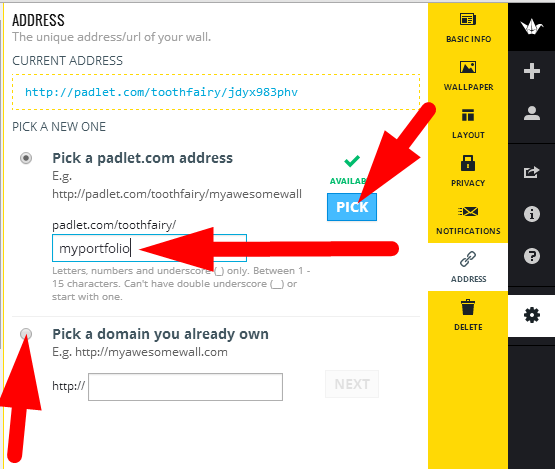 ADDRESS
The unique address/url of your wall.
CURRENT ADDRESS
http://padlet.com/toothfairy/jdyx983phv
PICK A NEW ONE
Pick a padlet.com address
E.g.
http://padlet.com/toothfairy/myawesomewall
padlet.com/toothfairy/
myportfolio
Letters, numbers and underscore (_) only. Between 1 -
15 characters. Can't have double underscore (__) or
start with one.
PICK
Pick a domain you already own
E.g. http://myawesomewall.com
http://
NEXT
BASIC INFO
WALLPAPER
LAYOUT
PRIVACY
NOTIFICATIONS
ADDRESS
DELETE